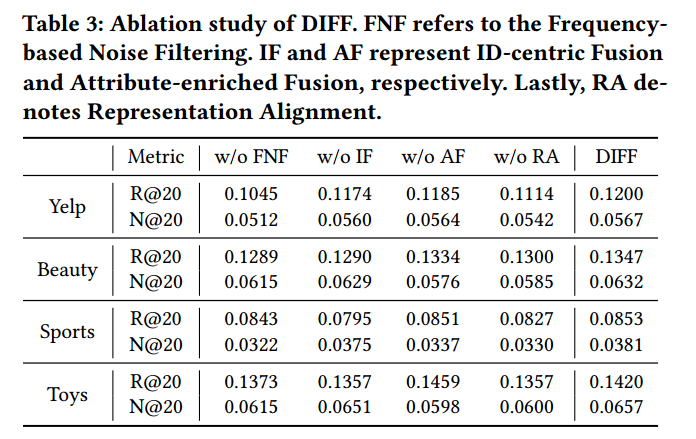 Table 3: Ablation study of DIFF. FNF refers to the Frequency-
based Noise Filtering. IF and AF represent ID-centric Fusion
and Attribute-enriched Fusion, respectively. Lastly, RA de-
notes Representation Alignment.
Metric w/o FNF w/o IF w/o AF w/o RA DIFF
Yelp R@20 0.1045 0.1174 0.1185 0.1114 0.1200
N@20 0.0512 0.0560 0.0564 0.0542 0.0567
Beauty R@20 0.1289 0.1290 0.1334 0.1300 0.1347
N@20 0.0615 0.0629 0.0576 0.0585 0.0632
Sports R@20 0.0843 0.0795 0.0851 0.0827 0.0853
N@20 0.0322 0.0375 0.0337 0.0330 0.0381
Toys R@20 0.1373 0.1357 0.1459 0.1357 0.1420
N@20 0.0615 0.0651 0.0598 0.0600 0.0657